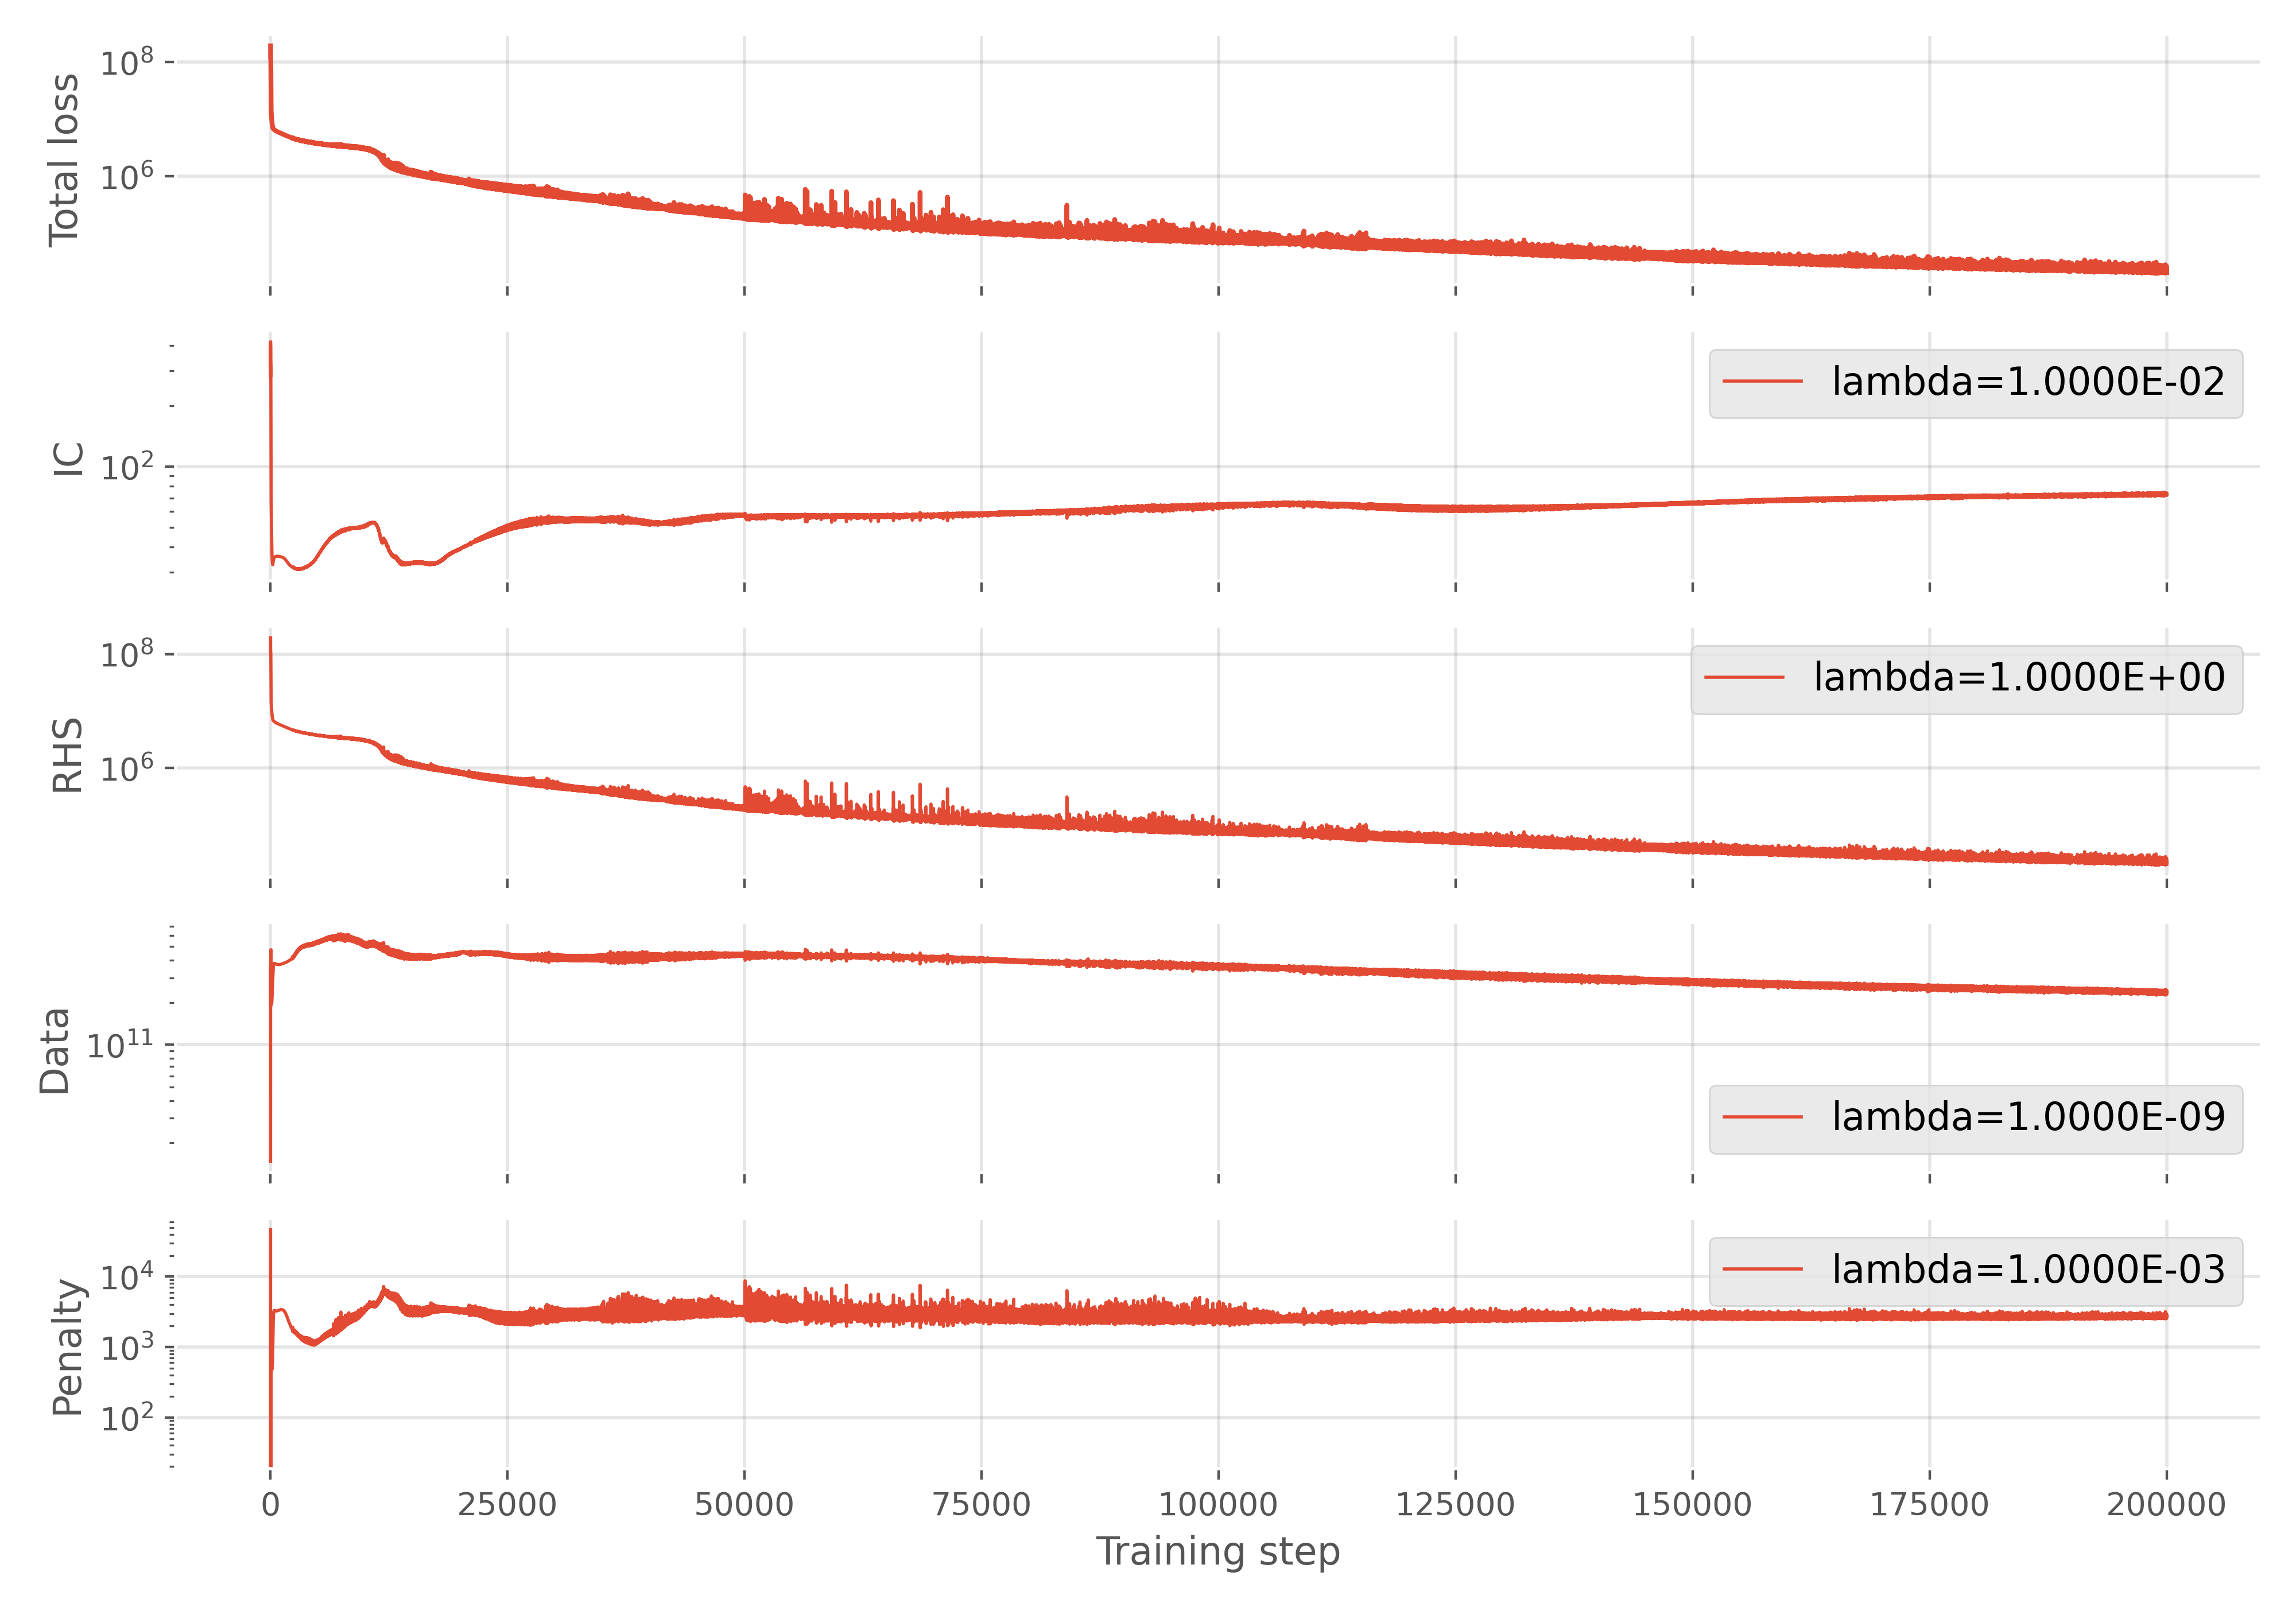 Total loss
10^8
10^6
IC
10^2
lambda=1.0000E-02
RHS
10^8
10^6
lambda=1.0000E+00
Data
10^11
lambda=1.0000E-09
Penalty
10^4
10^3
10^2
lambda=1.0000E-03
0 25000 50000 75000 100000 125000 150000 175000 200000
Training step